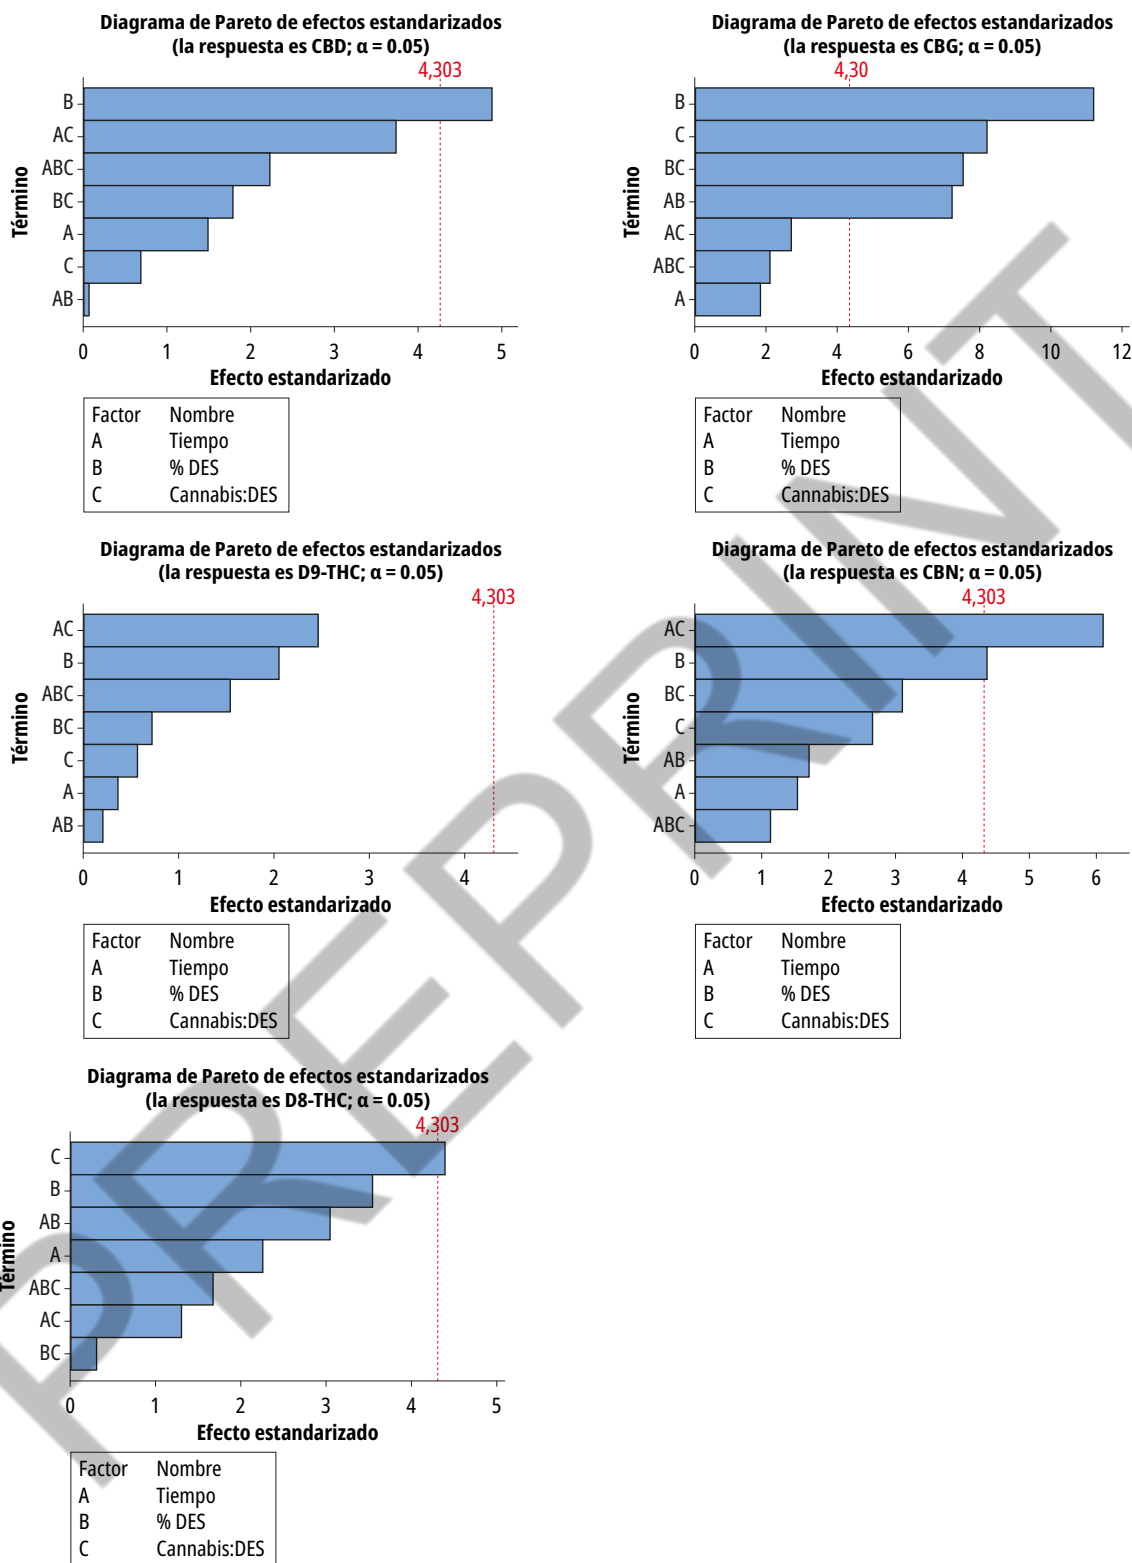 Diagrama de Pareto de efectos estandarizados
(la respuesta es CBD; α = 0.05)
4,303
Término
B
AC
ABC
BC
A
C
AB
0 1 2 3 4 5
Efecto estandarizado
Factor Nombre
A Tiempo
B % DES
C Cannabis:DES
Diagrama de Pareto de efectos estandarizados
(la respuesta es CBG; α = 0.05)
4,30
Término
B
C
BC
AB
AC
ABC
A
0 2 4 6 8 10 12
Efecto estandarizado
Factor Nombre
A Tiempo
B % DES
C Cannabis:DES
Diagrama de Pareto de efectos estandarizados
(la respuesta es D9-THC; α = 0.05)
4,303
Término
AC
B
ABC
BC
C
A
AB
0 1 2 3 4
Efecto estandarizado
Factor Nombre
A Tiempo
B % DES
C Cannabis:DES
Diagrama de Pareto de efectos estandarizados
(la respuesta es CBN; α = 0.05)
4,303
Término
AC
B
BC
C
AB
A
ABC
0 1 2 3 4 5 6
Efecto estandarizado
Factor Nombre
A Tiempo
B % DES
C Cannabis:DES
Diagrama de Pareto de efectos estandarizados
(la respuesta es D8-THC; α = 0.05)
4,303
Término
C
B
AB
A
ABC
AC
BC
0 1 2 3 4 5
Efecto estandarizado
Factor Nombre
A Tiempo
B % DES
C Cannabis:DES
PREPRINT